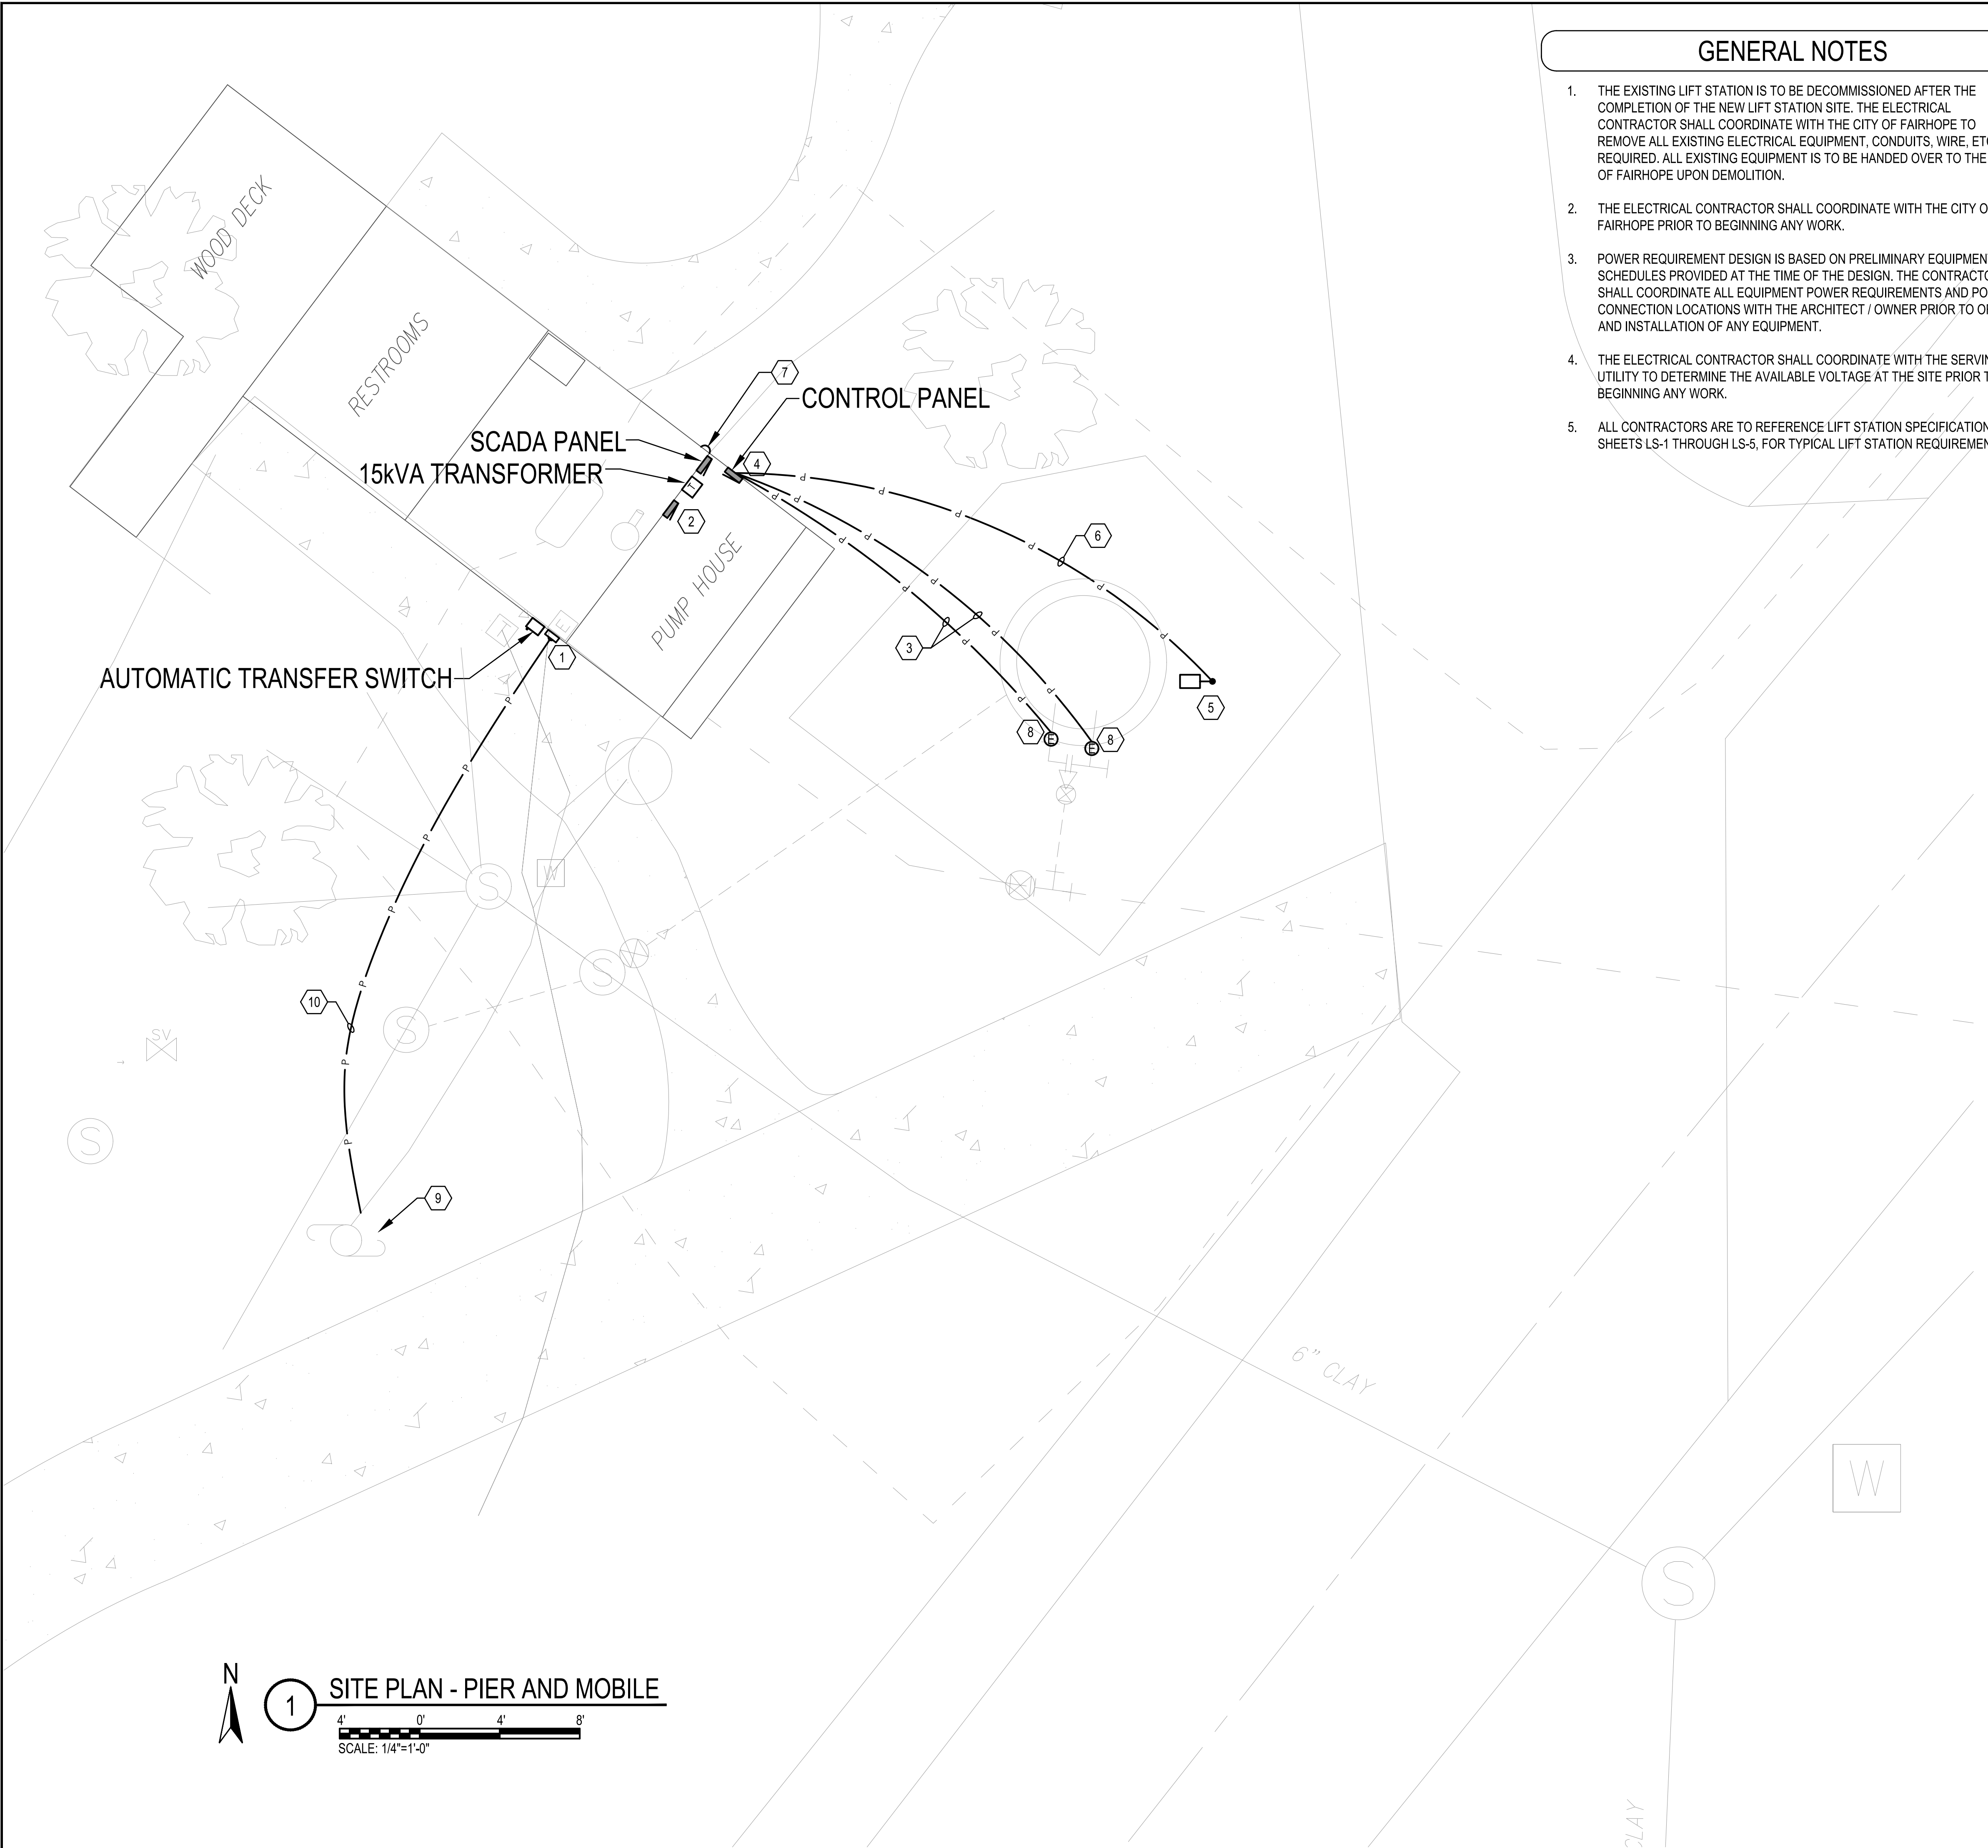 GENERAL NOTES
1. THE EXISTING LIFT STATION IS TO BE DECOMMISSIONED AFTER THE
COMPLETION OF THE NEW LIFT STATION SITE. THE ELECTRICAL
CONTRACTOR SHALL COORDINATE WITH THE CITY OF FAIRHOPE TO
REMOVE ALL EXISTING ELECTRICAL EQUIPMENT, CONDUITS, WIRE,
REQUIRED. ALL EXISTING EQUIPMENT IS TO BE HANDED OVER TO THE
OF FAIRHOPE UPON DEMOLITION.
2. THE ELECTRICAL CONTRACTOR SHALL COORDINATE WITH THE CITY
FAIRHOPE PRIOR TO BEGINNING ANY WORK.
3. POWER REQUIREMENT DESIGN IS BASED ON PRELIMINARY
SCHEDULES PROVIDED AT THE TIME OF THE DESIGN. THE
SHALL COORDINATE ALL EQUIPMENT POWER REQUIREMENTS AND
CONNECTION LOCATIONS WITH THE ARCHITECT / OWNER PRIOR TO
AND INSTALLATION OF ANY EQUIPMENT.
4. THE ELECTRICAL CONTRACTOR SHALL COORDINATE WITH THE
UTILITY TO DETERMINE THE AVAILABLE VOLTAGE AT THE SITE PRIOR
BEGINNING ANY WORK.
5. ALL CONTRACTORS ARE TO REFERENCE LIFT STATION
SHEETS LS-1 THROUGH LS-5, FOR TYPICAL LIFT STATION
WOOD DECK
RESTROOMS
7
CONTROL PANEL
SCADA PANEL
4
15kVA TRANSFORMER
T
2
PUMP HOUSE
6
3
E
1
AUTOMATIC TRANSFER SWITCH
5
8
E
E
8
P P P P P P
P P P P P
P P P P P
P P P P P P P
S
W
S
S
10
SV
S
9
6" CLAY
W
S
CLAY
N
1
SITE PLAN - PIER AND MOBILE
4' 0' 4' 8'
SCALE: 1/4"=1'-0"